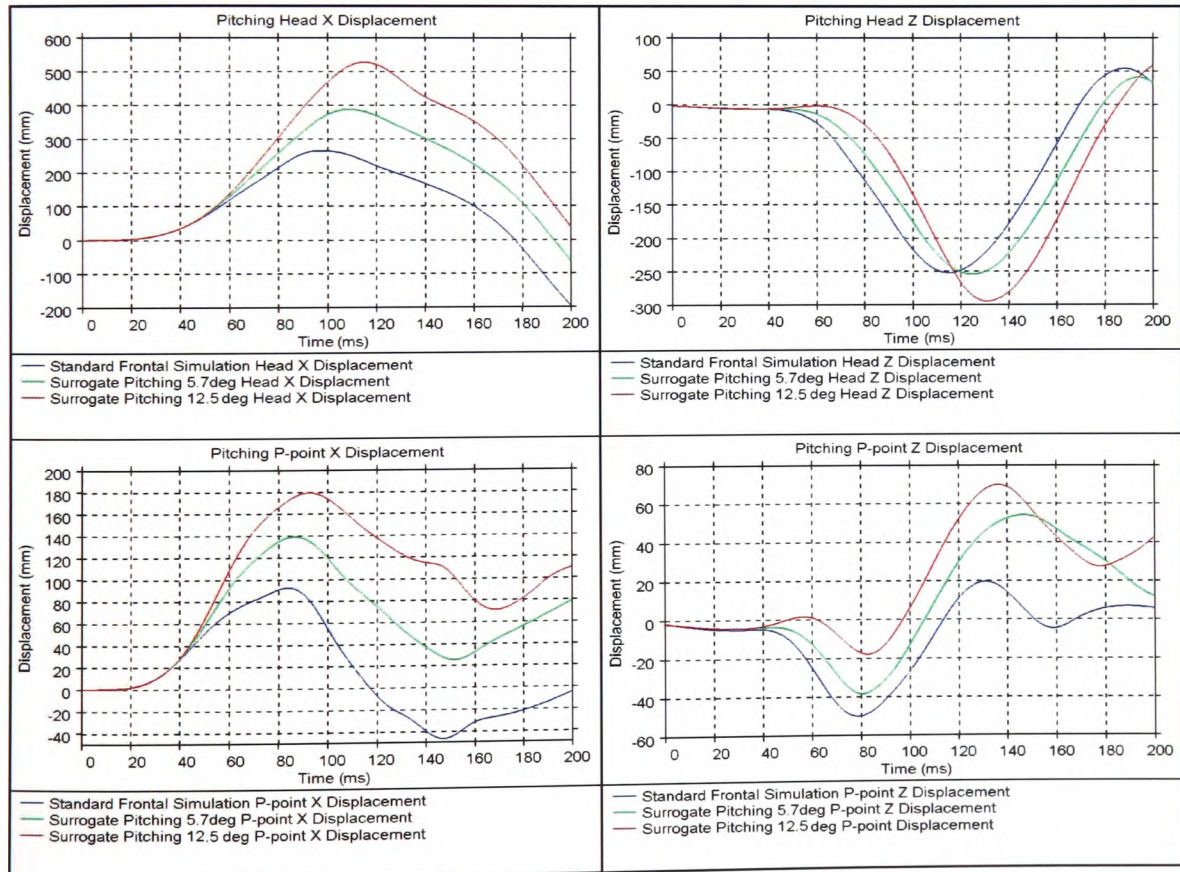 Pitching Head X Displacement
600
500
400
300
200
100
0
-100
-200
Displacement (mm)
0 20 40 60 80 100 120 140 160 180 200
Time (ms)
Standard Frontal Simulation Head X Displacement
Surrogate Pitching 5.7deg Head X Displacment
Surrogate Pitching 12.5 deg Head X Displacement
Pitching Head Z Displacement
100
50
0
-50
-100
-150
-200
-250
-300
Displacement (mm)
0 20 40 60 80 100 120 140 160 180 200
Time (ms)
Standard Frontal Simulation Head Z Displacement
Surrogate Pitching 5.7deg Head Z Displacement
Surrogate Pitching 12.5 deg Head Z Displacement
Pitching P-point X Displacement
200
180
160
140
120
100
80
60
40
20
0
-20
-40
Displacement (mm)
0 20 40 60 80 100 120 140 160 180 200
Time (ms)
Standard Frontal Simulation P-point X Displacement
Surrogate Pitching 5.7deg P-point X Displacement
Surrogate Pitching 12.5 deg P-point X Displacement
Pitching P-point Z Displacement
80
60
40
20
0
-20
-40
-60
Displacement (mm)
0 20 40 60 80 100 120 140 160 180 200
Time (ms)
Standard Frontal Simulation P-point Z Displacement
Surrogate Pitching 5.7deg P-point Z Displacement
Surrogate Pitching 12.5 deg P-point Displacement